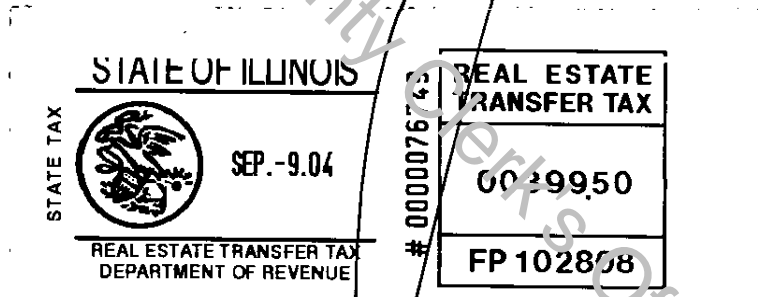 STATE OF ILLINOIS
STATE TAX
SEP.-9.04
REAL ESTATE TRANSFER TAX
DEPARTMENT OF REVENUE
REAL ESTATE
TRANSFER TAX
FP 102808